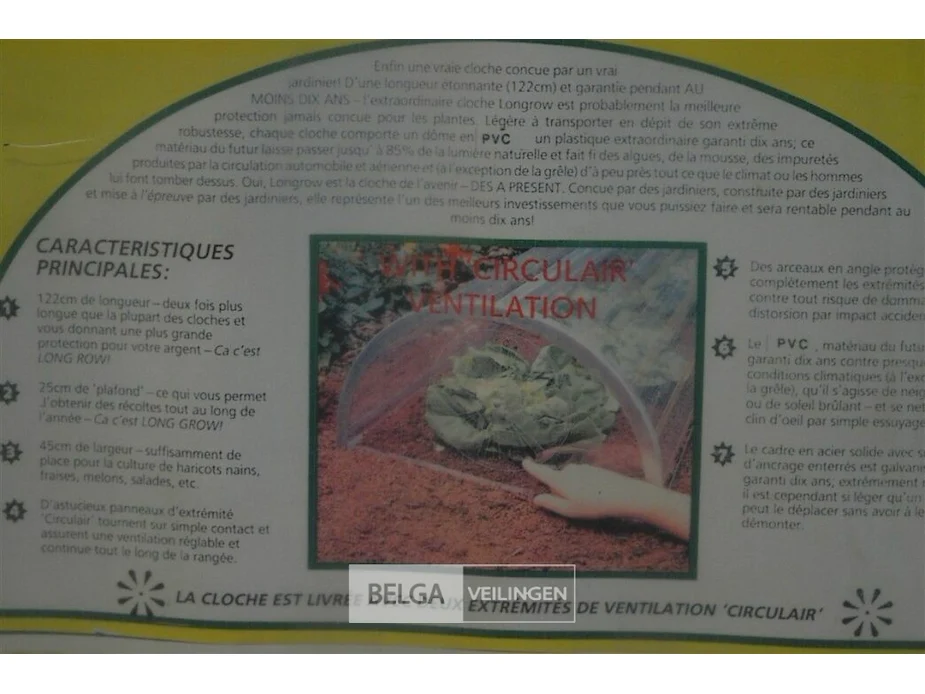 Enfin une vraie cloche concue par un vrai
jardinier! D'une longueur etonnante (122cm) et garantie pendant AU
MOINS DIX ANS – l'extraordinaire cloche Longrow est probablement la meilleure
protection jamais concue pour les plantes. Légère à transporter en dépit de son extrême
robustesse, chaque cloche comporte un dôme en PVC un plastique extraordinaire garanti dix ans; ce
matériau du futur laisse passer jusqu' à 85% de la lumière naturelle et fait fi des algues, de la mousse, des impuretés
produites par la circulation automobile et aérienne et (à l'exception de la grêle) d'à peu près tout ce que le climat ou les hommes
lui font tomber dessus. Oui, Longrow est la cloche de l'avenir – DES A PRESENT. Concue par des jardiniers, construite par des jardiniers
et mise à l'épreuve par des jardiniers, elle représente l'un des meilleurs investissements que vous puissiez faire et sera rentable pendant au
moins dix ans!
CARACTERISTIQUES
PRINCIPALES:
1 122cm de longueur – deux fois plus
longue que la plupart des cloches et
vous donnant une plus grande
protection pour votre argent – Ca c'est
LONG ROW!
2 25cm de 'plafond' – ce qui vous permet
d'obtenir des récoltes tout au long de
l'année – Ca c'est LONG GROW!
3 45cm de largeur – suffisamment de
place pour la culture de haricots nains,
fraises, melons, salades, etc.
4 D'astucieux panneaux d'extrémité
'Circulair' tournent sur simple contact et
assurent une ventilation réglable et
continue tout le long de la rangée.
WITH 'CIRCULAIR'
VENTILATION
5 Des arceaux en angle protèg
complètement les extrémités
contre tout risque de domma
distorsion par impact acciden
6 Le PVC, matériau du futu
garanti dix ans contre presqu
conditions climatiques (à l'exc
la grêle), qu'il s'agisse de neig
ou de soleil brûlant – et se net
clin d'oeil par simple essuyage
7 Le cadre en acier solide avec s
d'ancrage enterrés est galvani
garanti dix ans, extrêmement
il est cependant si léger qu'un
peut le déplacer sans avoir à le
démonter.
LA CLOCHE EST LIVRÉE AVEC DEUX EXTREMITES DE VENTILATION 'CIRCULAIR'
BELGA VEILINGEN